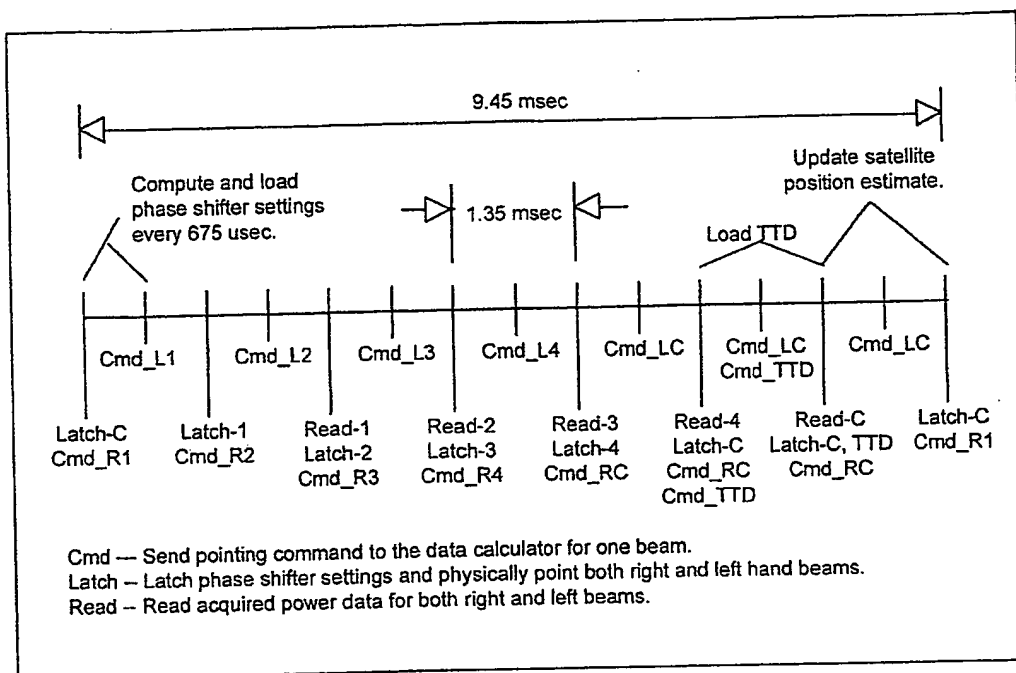 9.45 msec
Compute and load
phase shifter settings
every 675 usec.
1.35 msec
Update satellite
position estimate.
Load TTD
Cmd_L1
Cmd_L2
Cmd_L3
Cmd_L4
Cmd_LC
Cmd_LC
Cmd_TTD
Cmd_LC
Latch-C
Cmd_R1
Latch-1
Cmd_R2
Read-1
Latch-2
Cmd_R3
Read-2
Latch-3
Cmd_R4
Read-3
Latch-4
Cmd_RC
Read-4
Latch-C
Cmd_RC
Cmd_TTD
Read-C
Latch-C, TTD
Cmd_RC
Latch-C
Cmd_R1
Cmd — Send pointing command to the data calculator for one beam.
Latch – Latch phase shifter settings and physically point both right and left hand beams.
Read – Read acquired power data for both right and left beams.